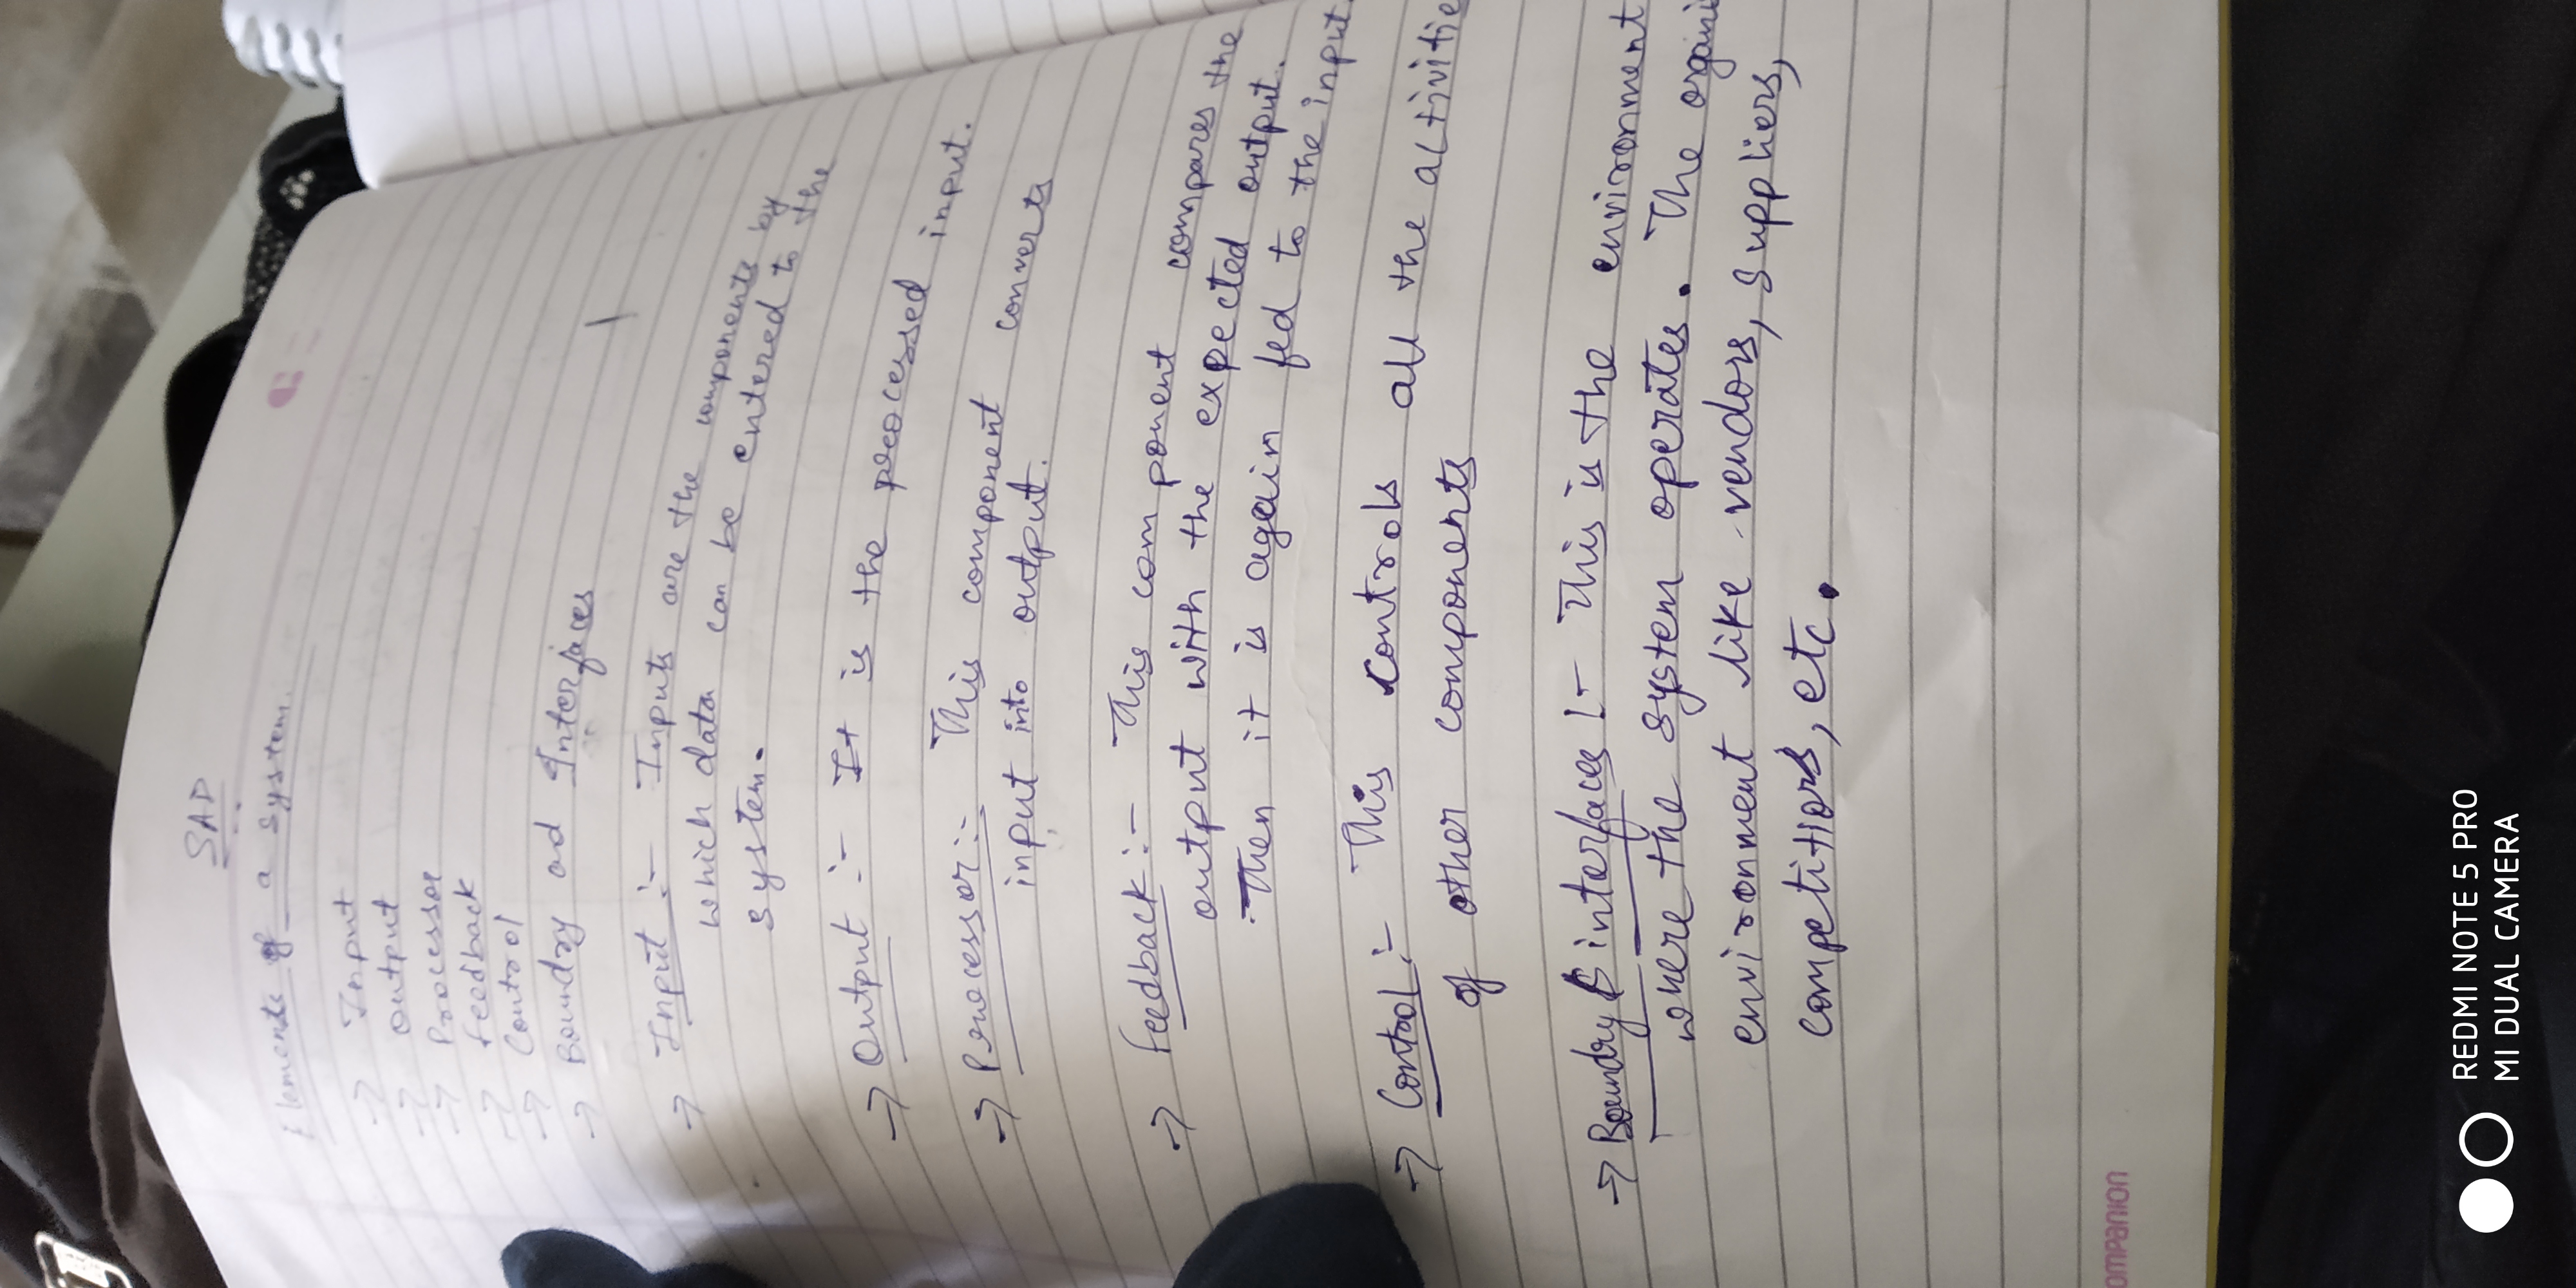 SAD
Elements of a system.
→ Input
→ output
→ Processor
→ feedback
→ Control
→ Boundry ad Interfaces
→ Input :- Inputs are the components by
which data can be entered to the
system.
→ Output :- It is the processed input.
→ Processor:- This component converts
input into output.
→ feedback:- This component compares the
output with the expected output.
Then it is again fed to the input.
→ Control:- This controls all the activitie
of other components
→ Boundry & interfaces :- This is the environment
where the system operates. The organi
environment like vendors, suppliers,
competitiors, etc.
ompanion
REDMI NOTE 5 PRO
MI DUAL CAMERA